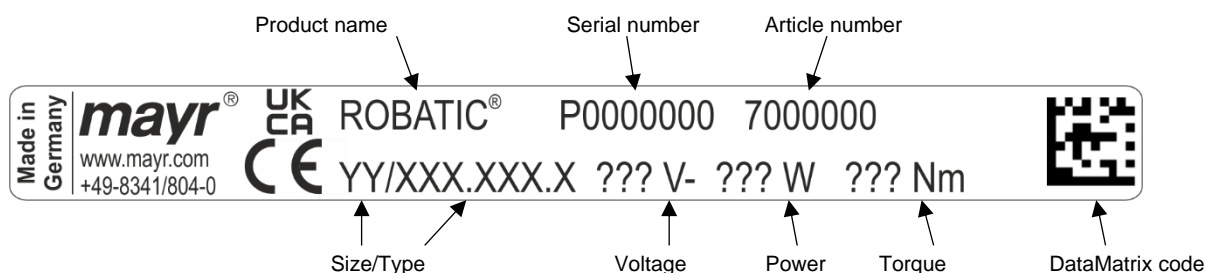 Product name Serial number Article number
Made in
Germany
mayr®
www.mayr.com
+49-8341/804-0
UK
CA
CE
ROBATIC® P0000000 7000000
YY/XXX.XXX.X ??? V- ??? W ??? Nm
Size/Type Voltage Power Torque DataMatrix code